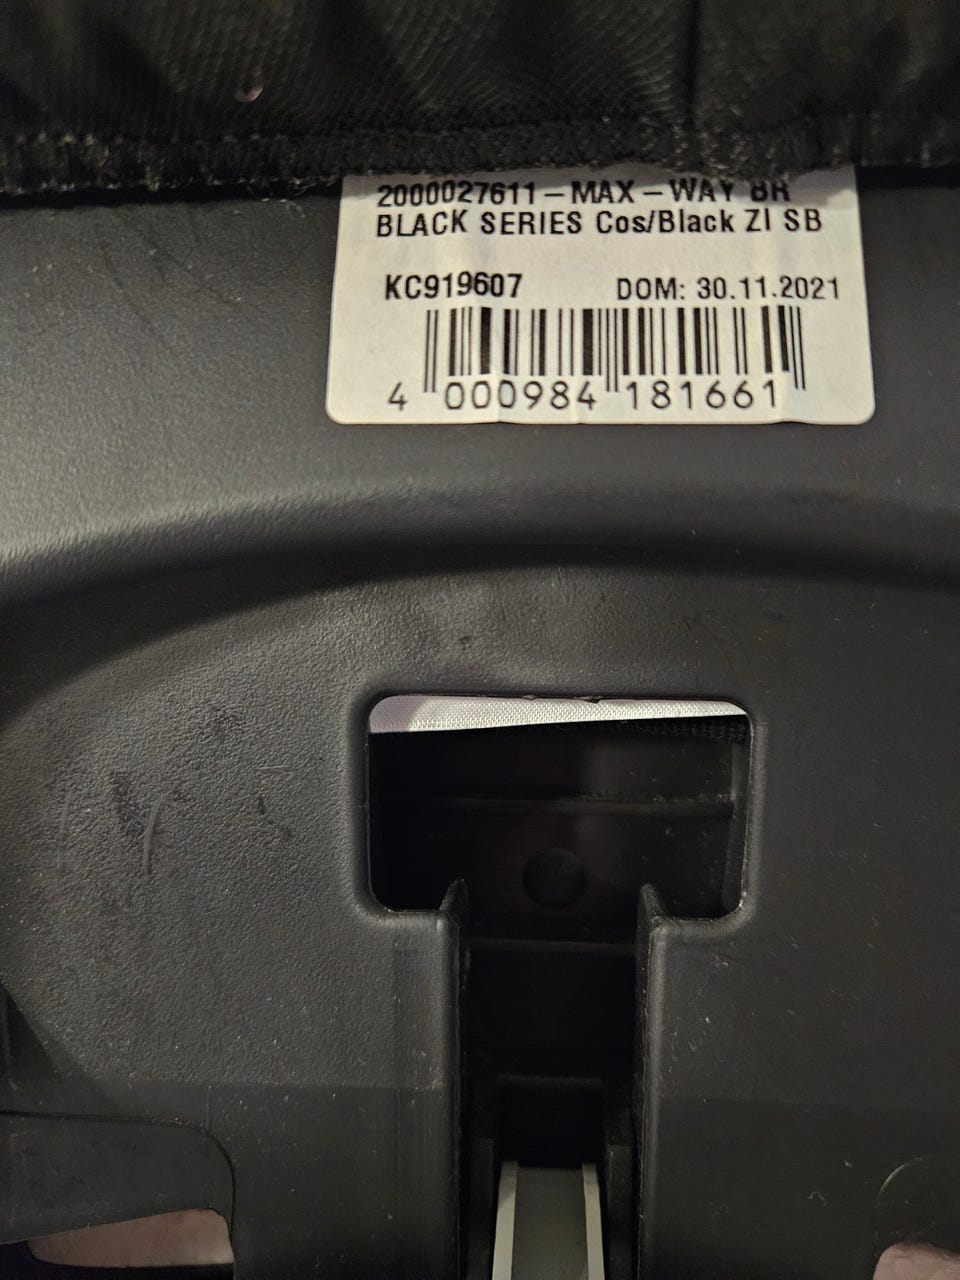 2000027611-MAX-WAY BR
BLACK SERIES Cos/Black ZI SB
KC919607 DOM: 30.11.2021
4 000984 181661